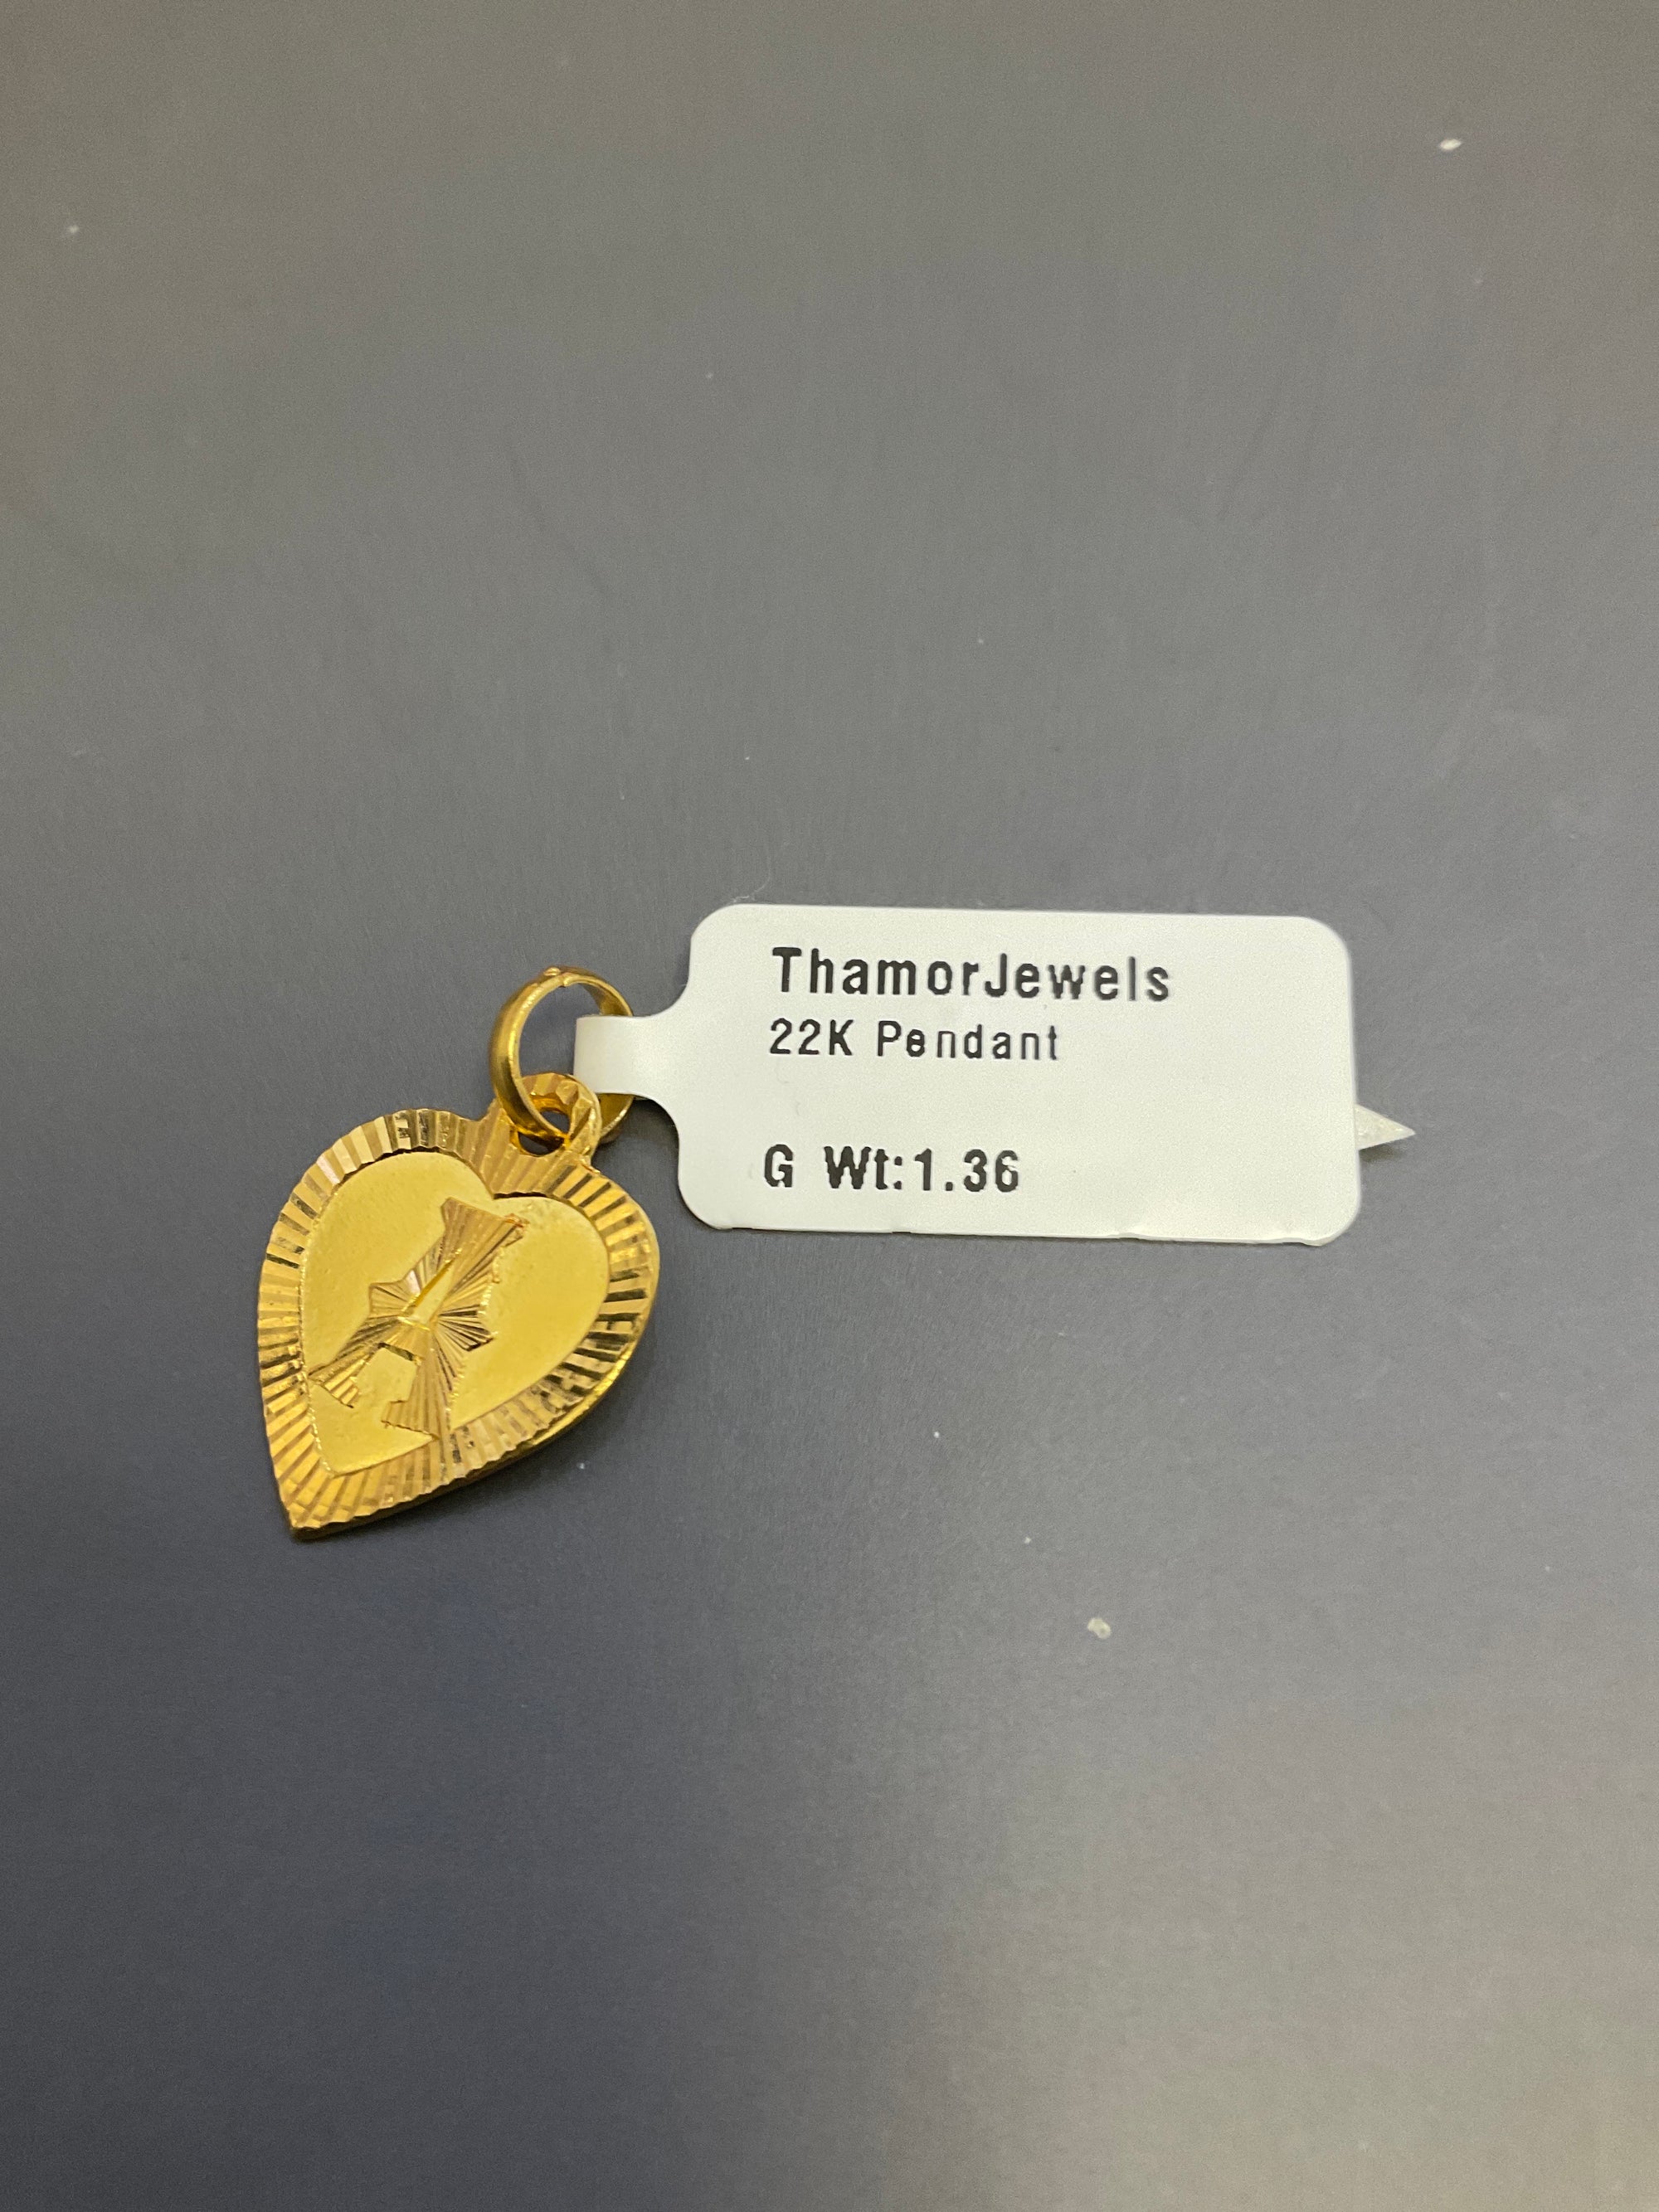 ThamorJewels
22K Pendant
G Wt:1.36